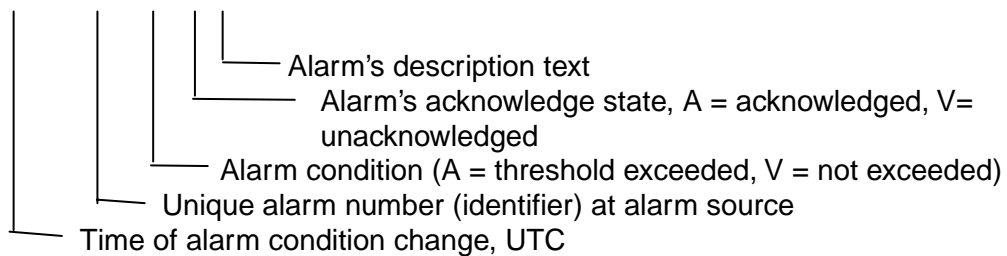 Alarm's description text
Alarm's acknowledge state, A = acknowledged, V=
unacknowledged
Alarm condition (A = threshold exceeded, V = not exceeded)
Unique alarm number (identifier) at alarm source
Time of alarm condition change, UTC